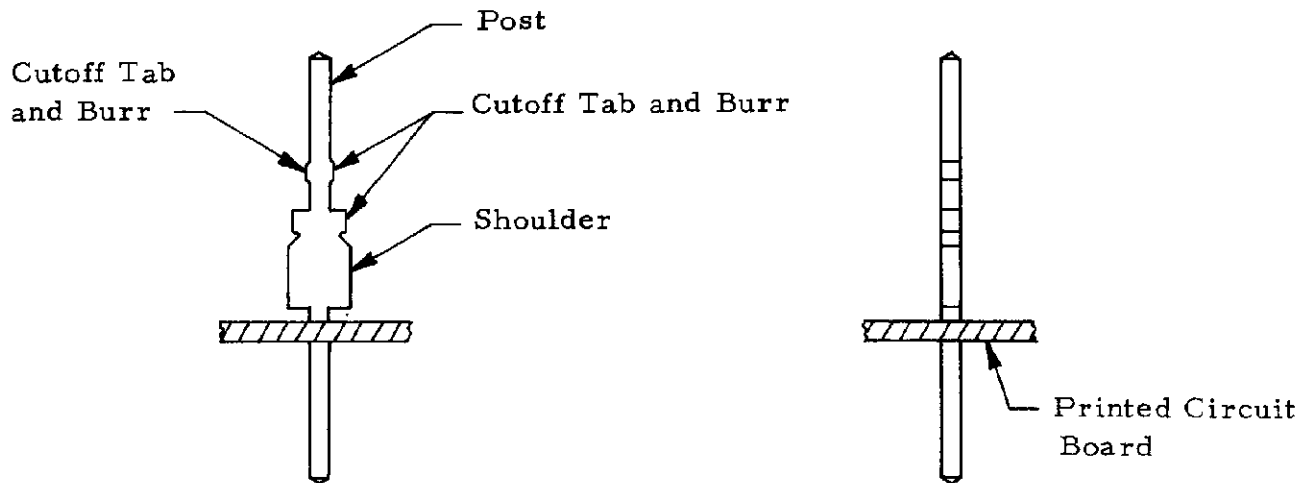 Post
Cutoff Tab
and Burr
Cutoff Tab and Burr
Shoulder
Printed Circuit
Board